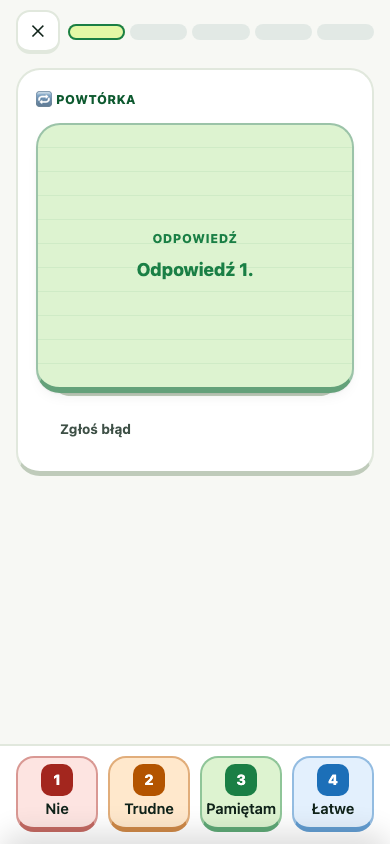 POWTÓRKA
ODPOWIEDŹ
Odpowiedź 1.
Zgłoś błąd
1 2 3 4
Nie Trudne Pamiętam Łatwe